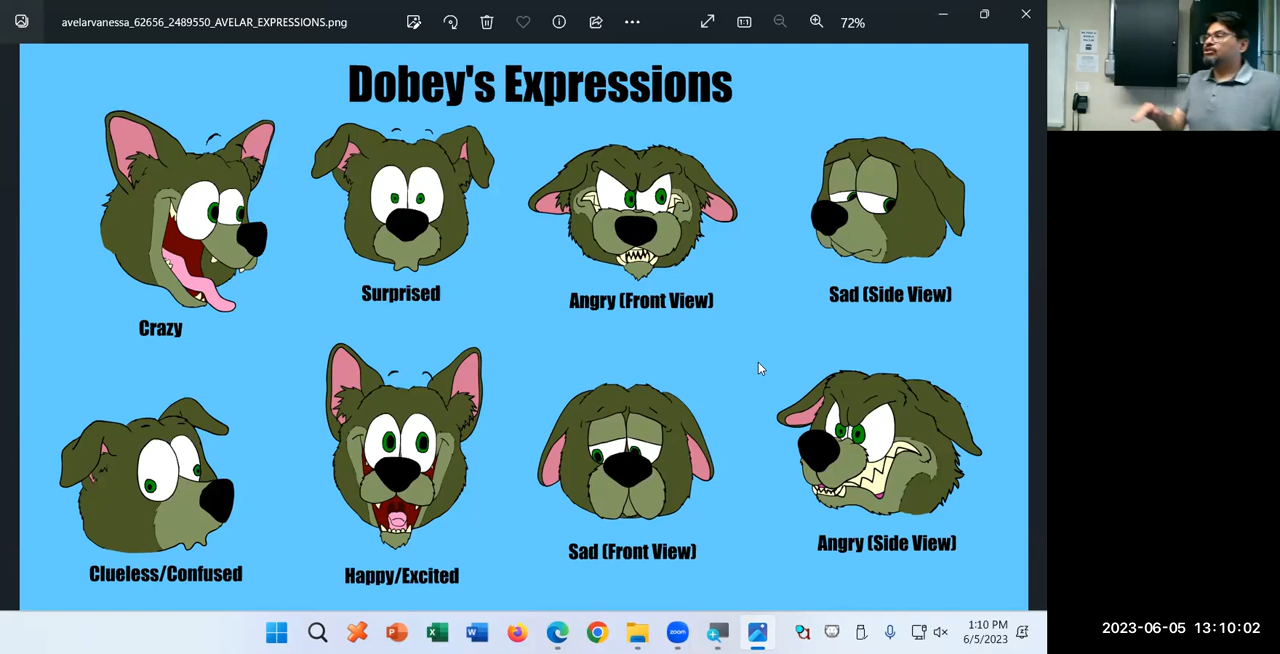 avelarvanessa_62656_2489550_AVELAR_EXPRESSIONS.png
72%
Dobey's Expressions
Crazy
Surprised
Angry (Front View)
Sad (Side View)
Clueless/Confused
Happy/Excited
Sad (Front View)
Angry (Side View)
zoom
1:10 PM
6/5/2023
2023-06-05 13:10:02